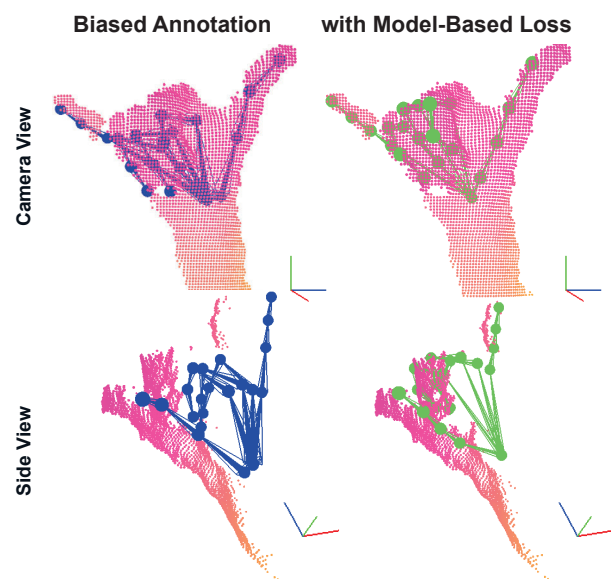 Biased Annotation
with Model-Based Loss
Camera View
Side View